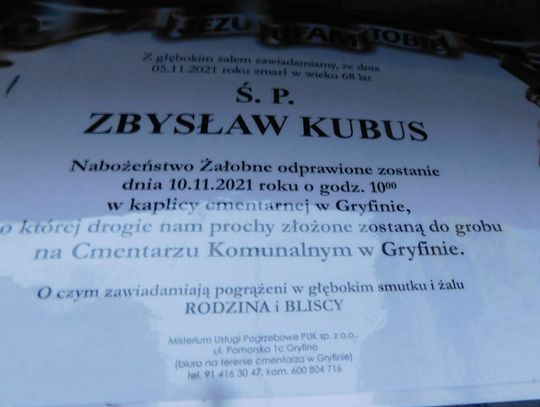 JEZU UFAM TOBIE
Z głębokim żalem zawiadamiamy, że dnia
05.11.2021 roku zmarł w wieku 68 lat
Ś. P.
ZBYSŁAW KUBUS
Nabożeństwo Żałobne odprawione zostanie
dnia 10.11.2021 roku o godz. 10⁰⁰
w kaplicy cmentarnej w Gryfinie,
o której drogie nam prochy złożone zostaną do grobu
na Cmentarzu Komunalnym w Gryfinie.
O czym zawiadamiają pogrążeni w głębokim smutku i żalu
RODZINA i BLISCY
Misterium Usługi Pogrzebowe PUK sp. z o.o.,
ul. Pomorska 1c Gryfino
(biuro na terenie cmentarza w Gryfinie)
tel. 91 416 30 47, kom. 600 804 716